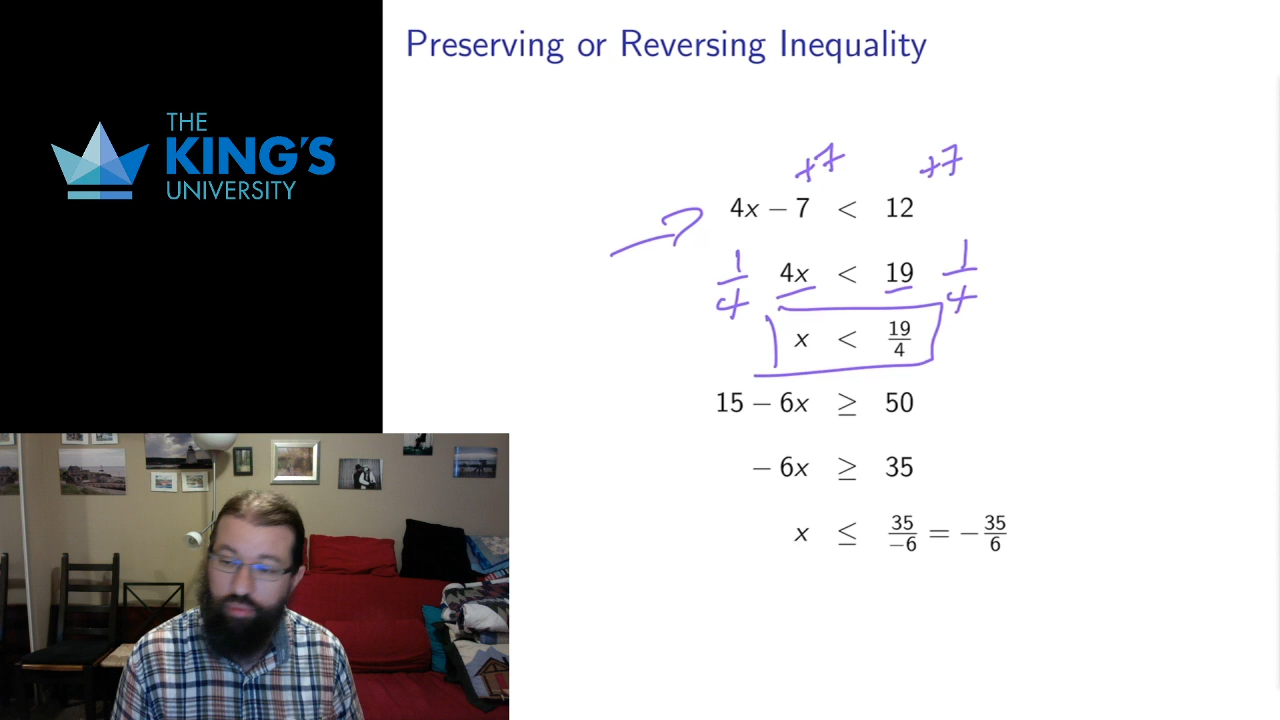 Preserving or Reversing Inequality
THE
KING'S
UNIVERSITY
+7 +7
4x − 7 < 12
1/4 4x < 19 1/4
x < 19/4
15 − 6x ≥ 50
− 6x ≥ 35
x ≤ 35/−6 = −35/6